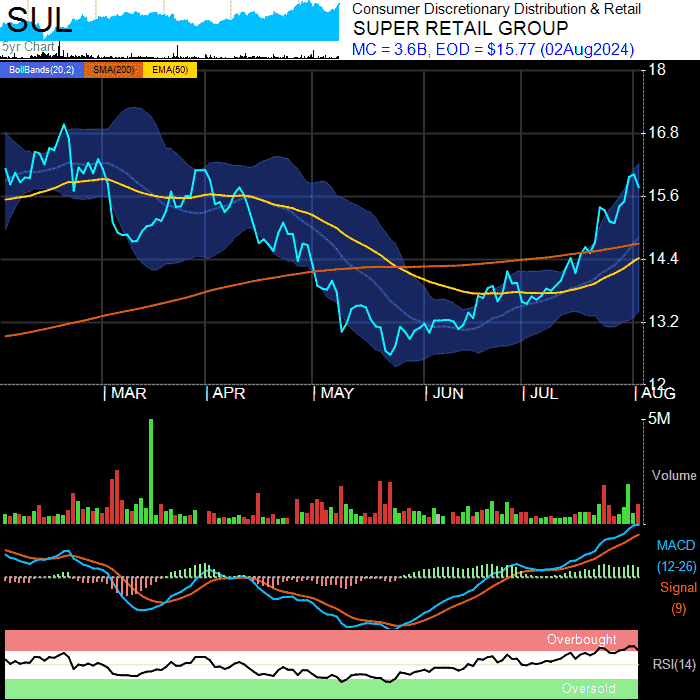 SUL
5yr Chart
Consumer Discretionary Distribution & Retail
SUPER RETAIL GROUP
MC = 3.6B, EOD = $15.77 (02Aug2024)
BollBands(20,2) SMA(200) EMA(50)
18
16.8
15.6
14.4
13.2
12
MAR APR MAY JUN JUL AUG
5M
Volume
MACD
(12-26)
Signal
(9)
Overbought
RSI(14)
Oversold